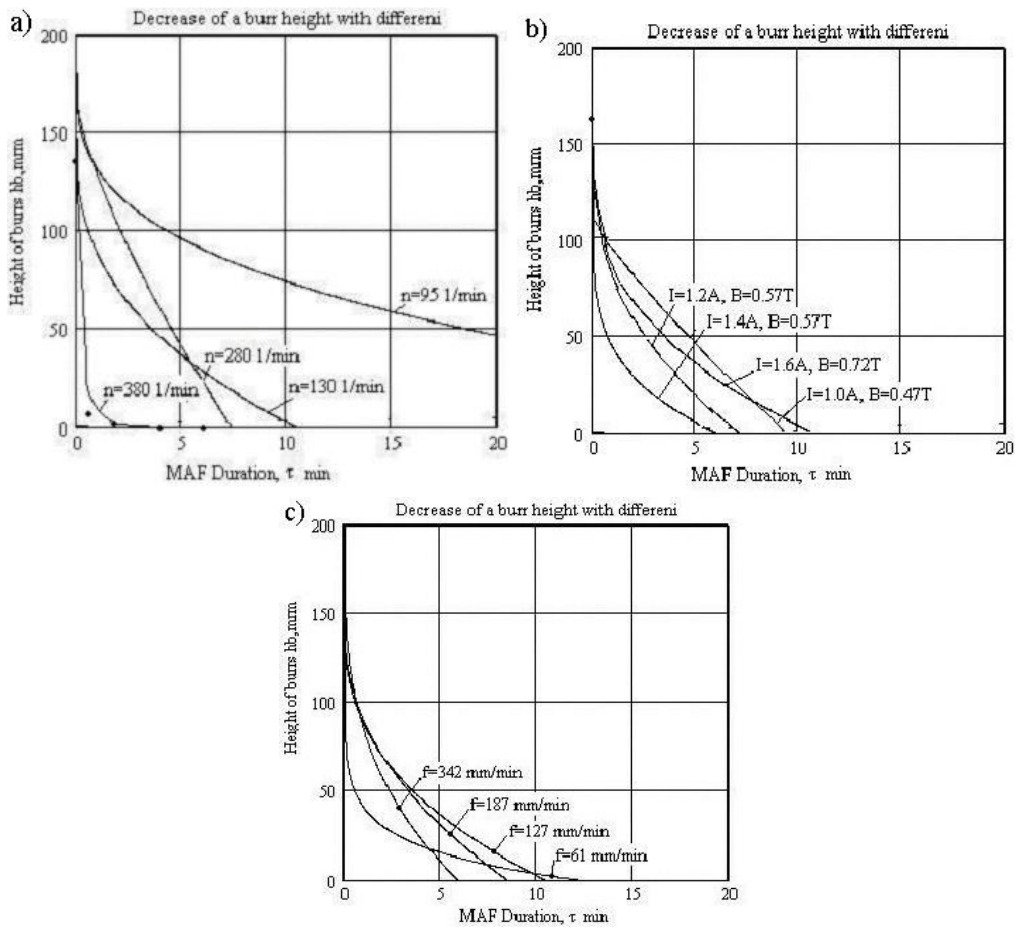 a)
Decrease of a burr height with differeni
200
150
100
50
0
Height of burrs hb,mrm
n=95 1/min
n=280 1/min
n=380 1/min
n=130 1/min
0 5 10 15 20
MAF Duration, τ min
b)
Decrease of a burr height with differeni
200
150
100
50
0
Height of burrs hb,mrm
I=1.2A, B=0.57T
I=1.4A, B=0.57T
I=1.6A, B=0.72T
I=1.0A, B=0.47T
0 5 10 15 20
MAF Duration, τ min
c)
Decrease of a burr height with differeni
200
150
100
50
0
Height of burrs hb,mrm
f=342 mm/min
f=187 mm/min
f=127 mm/min
f=61 mm/min
0 5 10 15 20
MAF Duration, τ min